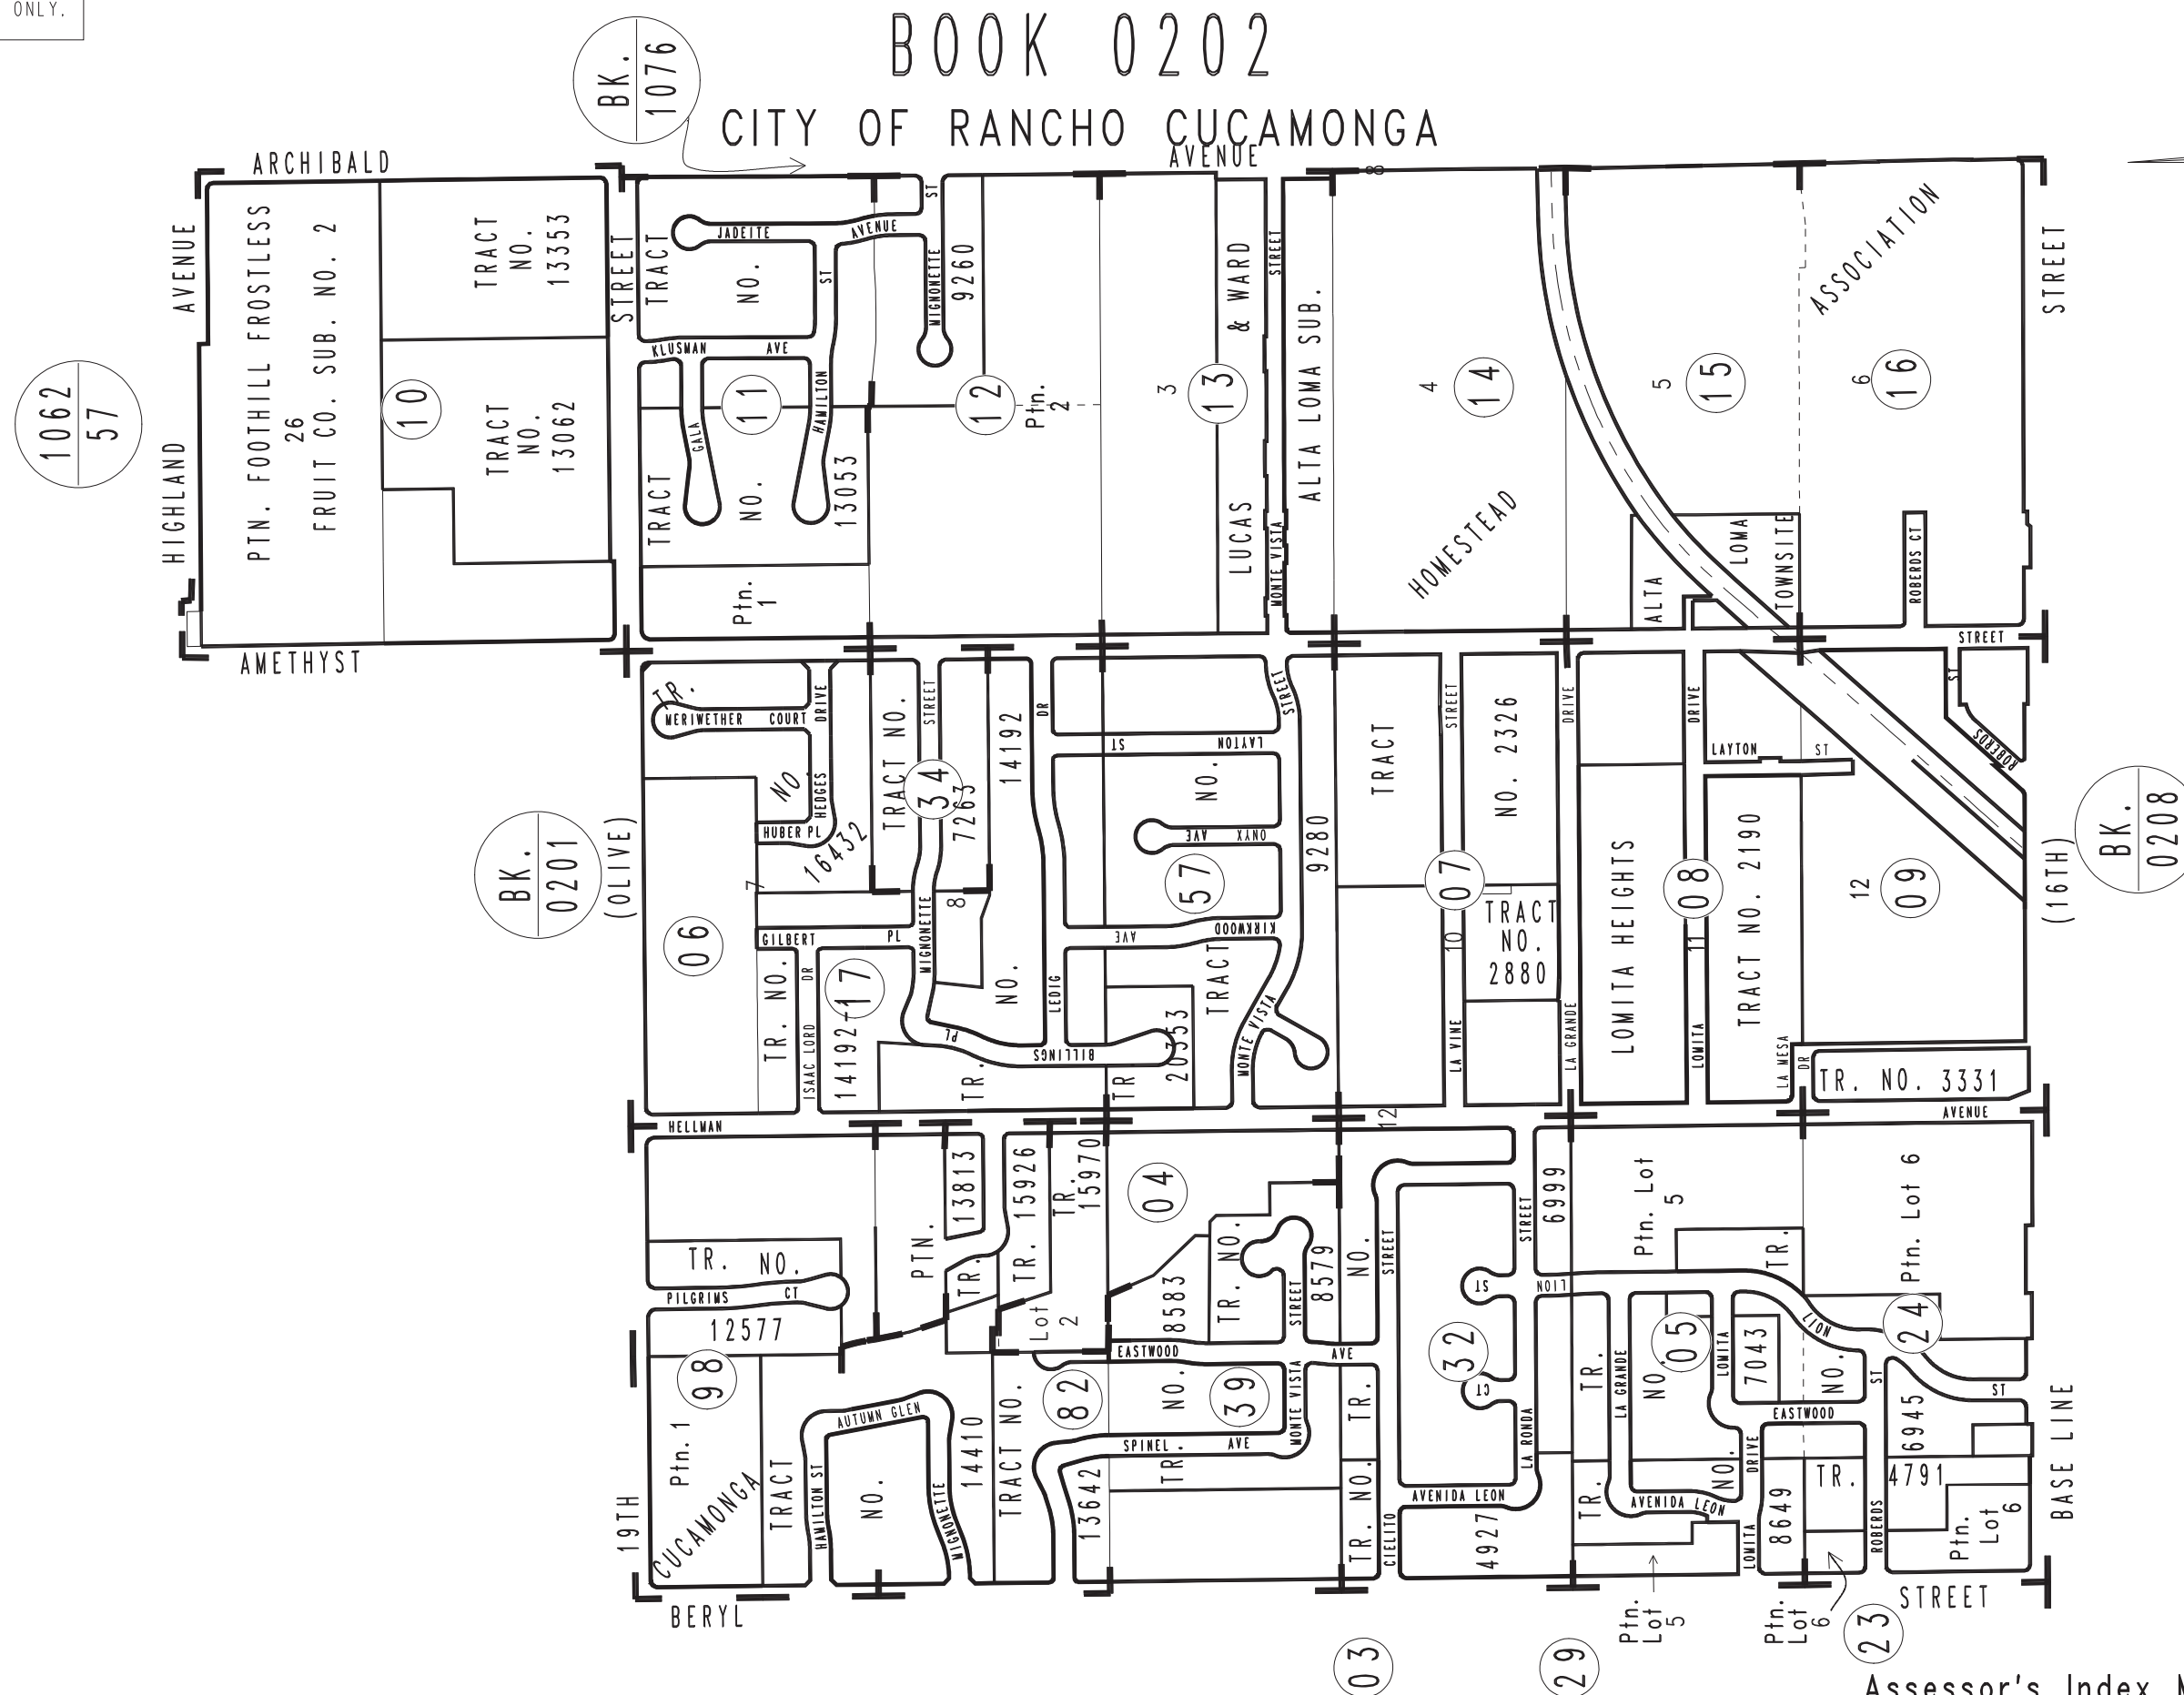 ONLY.
BOOK 0202
CITY OF RANCHO CUCAMONGA
BK.
1076
ARCHIBALD
AVENUE
8
AVENUE
HIGHLAND
1062
57
PTN. FOOTHILL FROSTLESS
26
FRUIT CO. SUB. NO. 2
TRACT
NO.
13353
10
TRACT
NO.
13062
STREET
TRACT
NO.
JADEITE
AVENUE
ST
ST
MIGNONETTE
9260
KLUSMAN
AVE
GALA
HAMILTON
11
12
Ptn.
2
TRACT
NO.
13053
Ptn.
1
3
13
LUCAS
& WARD
STREET
MONTE VISTA
ALTA LOMA SUB.
4
14
HOMESTEAD
ASSOCIATION
5
15
6
16
ALTA
LOMA
TOWNSITE
ROBEROS CT
STREET
STREET
AMETHYST
TR.
MERIWETHER
COURT
DRIVE
NO.
HEDGES
HUBER PL
16432
7
TRACT NO.
STREET
34
7263
14192
DR
LAYTON
ST
STREET
NO.
ONYX
AVE
57
9280
TRACT
STREET
NO. 2326
DRIVE
DRIVE
LAYTON
ST
ST
ROBERDS
BK.
0201
(OLIVE)
06
GILBERT
PL
MIGNONETTE
8
TR. NO.
ISAAC LORD
DR
14192-1
17
NO.
LEDIG
KIRKWOOD
AVE
TRACT
20353
TR
TR.
PL
BILLINGS
MONTE VISTA
07
10
LA VINE
TRACT
NO.
2880
LA GRANDE
LOMITA HEIGHTS
08
11
LOMITA
TRACT NO. 2190
LA MESA
DR
12
09
TR. NO. 3331
(16TH)
BK.
0208
HELLMAN
12
AVENUE
TR. NO.
PILGRIMS
CT
12577
98
Ptn. 1
CUCAMONGA
19TH
PTN.
13813
TR.
15926
TR.
15970
TR.
Lot
2
04
8583
TR. NO.
STREET
8579
NO.
STREET
STREET
6999
EASTWOOD
AVE
MONTE VISTA
39
NO.
TR.
SPINEL
AVE
82
TRACT NO.
13642
14410
AUTUMN GLEN
TRACT
HAMILTON ST
NO.
MIGNONETTE
TR.
TR. NO.
CIELITO
ST
32
CT
LA RONDA
AVENIDA LEON
4927
LION
Ptn. Lot
5
TR.
Ptn. Lot 6
LION
24
05
LOMITA
7043
NO.
ST
ST
TR.
LA GRANDE
NO.
EASTWOOD
6945
TR.
AVENIDA LEON
NO.
DRIVE
LOMITA
8649
TR.
4791
ROBERDS
Ptn.
Lot
6
BASE LINE
BERYL
STREET
Ptn.
Lot
5
Ptn.
Lot
6
23
03
29
Assessor's Index